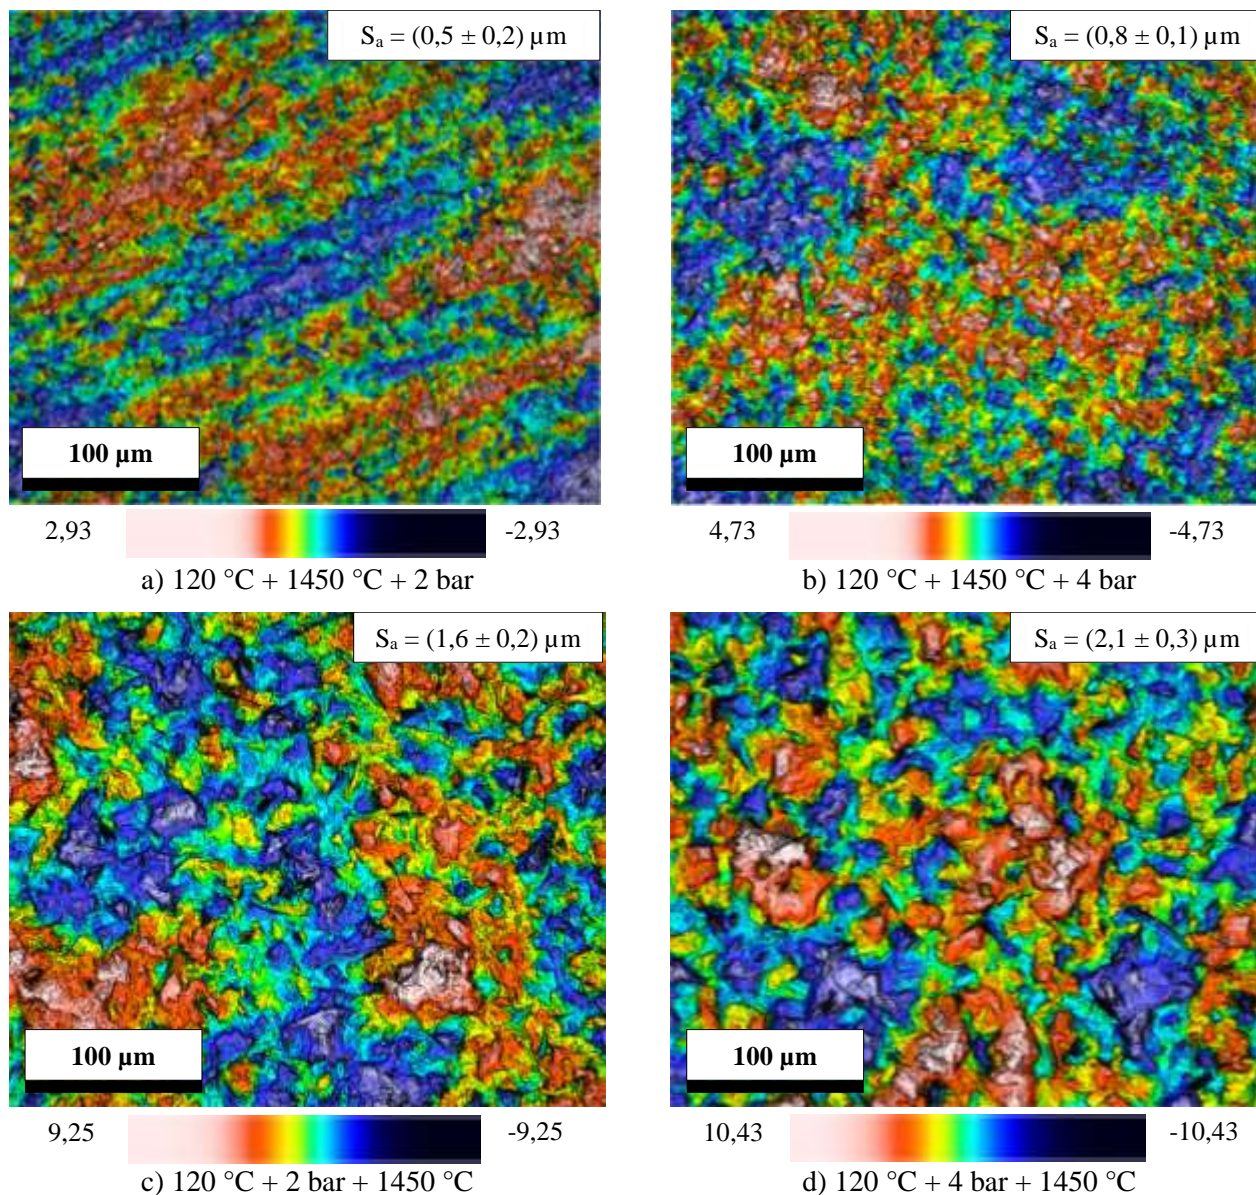 Sₐ = (0,5 ± 0,2) µm
Sₐ = (0,8 ± 0,1) µm
100 µm
100 µm
2,93 -2,93
4,73 -4,73
a) 120 °C + 1450 °C + 2 bar
b) 120 °C + 1450 °C + 4 bar
Sₐ = (1,6 ± 0,2) µm
Sₐ = (2,1 ± 0,3) µm
100 µm
100 µm
9,25 -9,25
10,43 -10,43
c) 120 °C + 2 bar + 1450 °C
d) 120 °C + 4 bar + 1450 °C